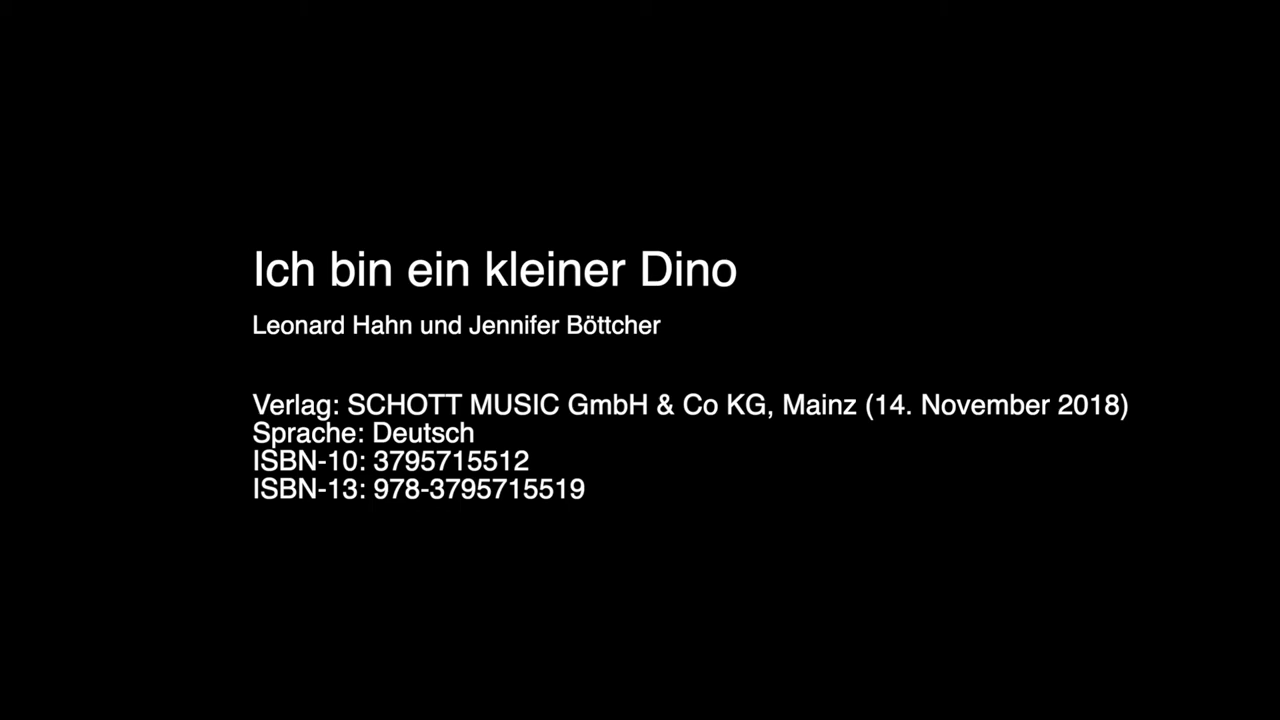 Ich bin ein kleiner Dino
Leonard Hahn und Jennifer Böttcher
Verlag: SCHOTT MUSIC GmbH & Co KG, Mainz (14. November 2018)
Sprache: Deutsch
ISBN-10: 3795715512
ISBN-13: 978-3795715519